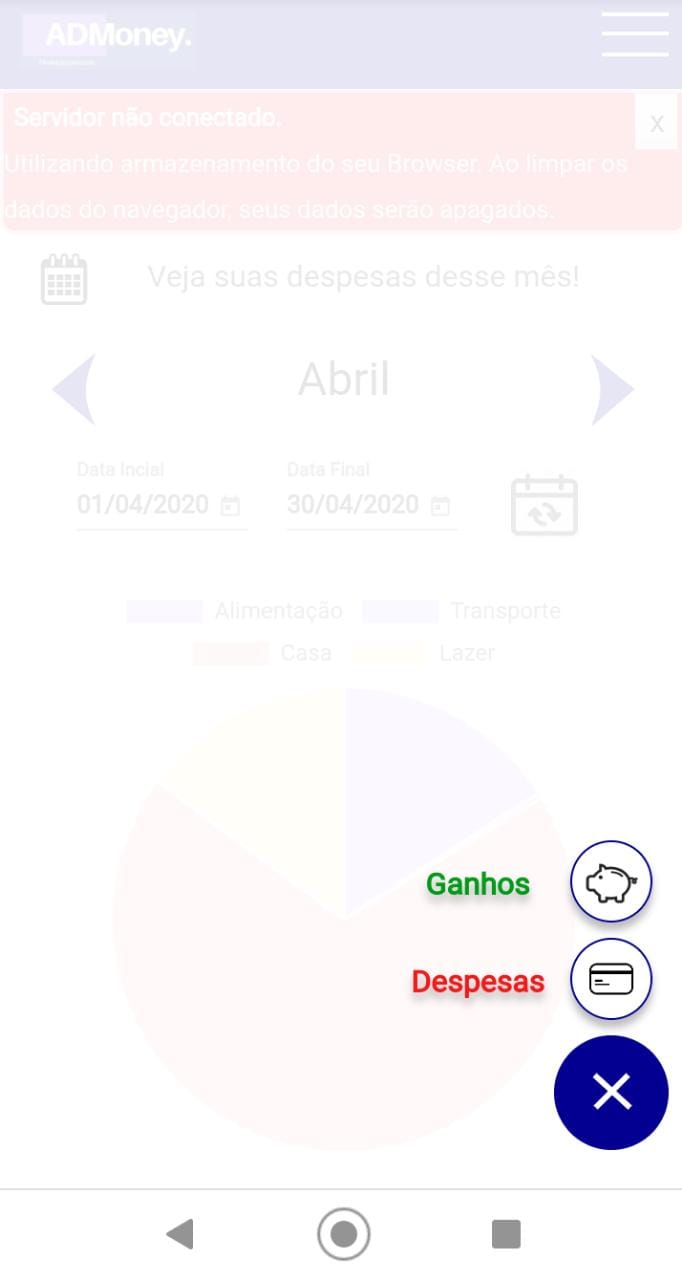 ADMoney.
Servidor não conectado.
X
Utilizando armazenamento do seu Browser. Ao limpar os
dados do navegador, seus dados serão apagados.
Veja suas despesas desse mês!
Abril
Data Incial Data Final
01/04/2020 30/04/2020
Alimentação Transporte
Casa Lazer
Ganhos
Despesas